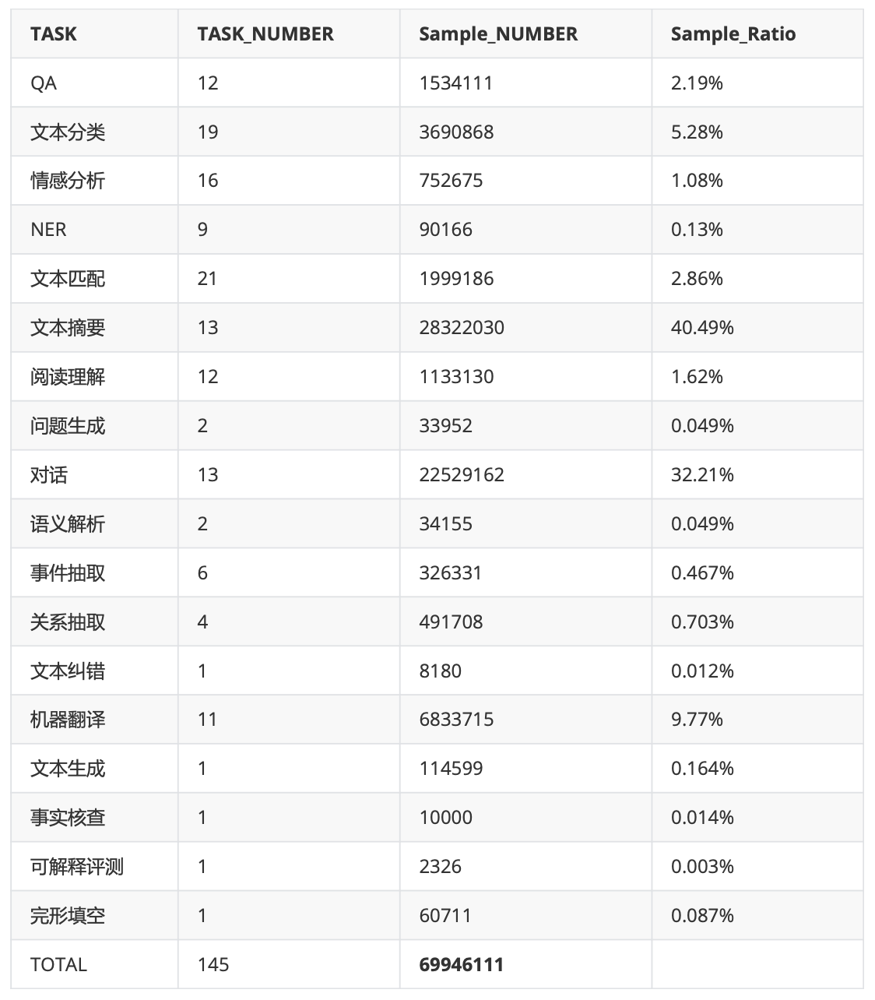 TASK TASK_NUMBER Sample_NUMBER Sample_Ratio
QA 12 1534111 2.19%
文本分类 19 3690868 5.28%
情感分析 16 752675 1.08%
NER 9 90166 0.13%
文本匹配 21 1999186 2.86%
文本摘要 13 28322030 40.49%
阅读理解 12 1133130 1.62%
问题生成 2 33952 0.049%
对话 13 22529162 32.21%
语义解析 2 34155 0.049%
事件抽取 6 326331 0.467%
关系抽取 4 491708 0.703%
文本纠错 1 8180 0.012%
机器翻译 11 6833715 9.77%
文本生成 1 114599 0.164%
事实核查 1 10000 0.014%
可解释评测 1 2326 0.003%
完形填空 1 60711 0.087%
TOTAL 145 69946111